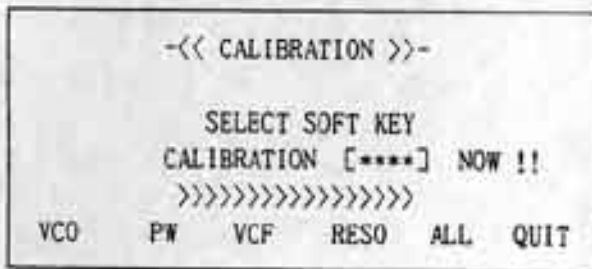 -<< CALIBRATION >>-
SELECT SOFT KEY
CALIBRATION [****] NOW !!
>>>>>>>>>>>>>>>>>
VCO PW VCF RESO ALL QUIT